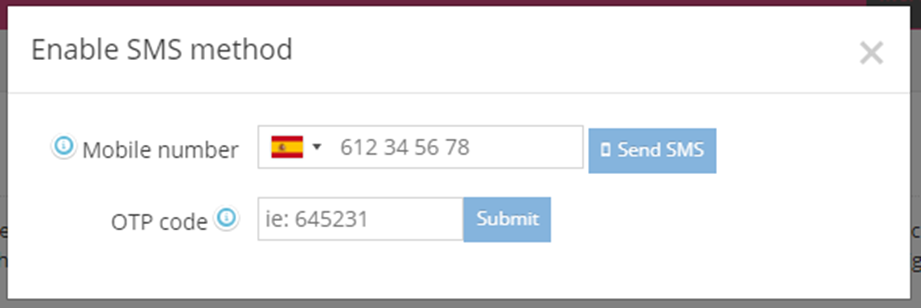 Enable SMS method
Mobile number 612 34 56 78 Send SMS
OTP code ie: 645231 Submit